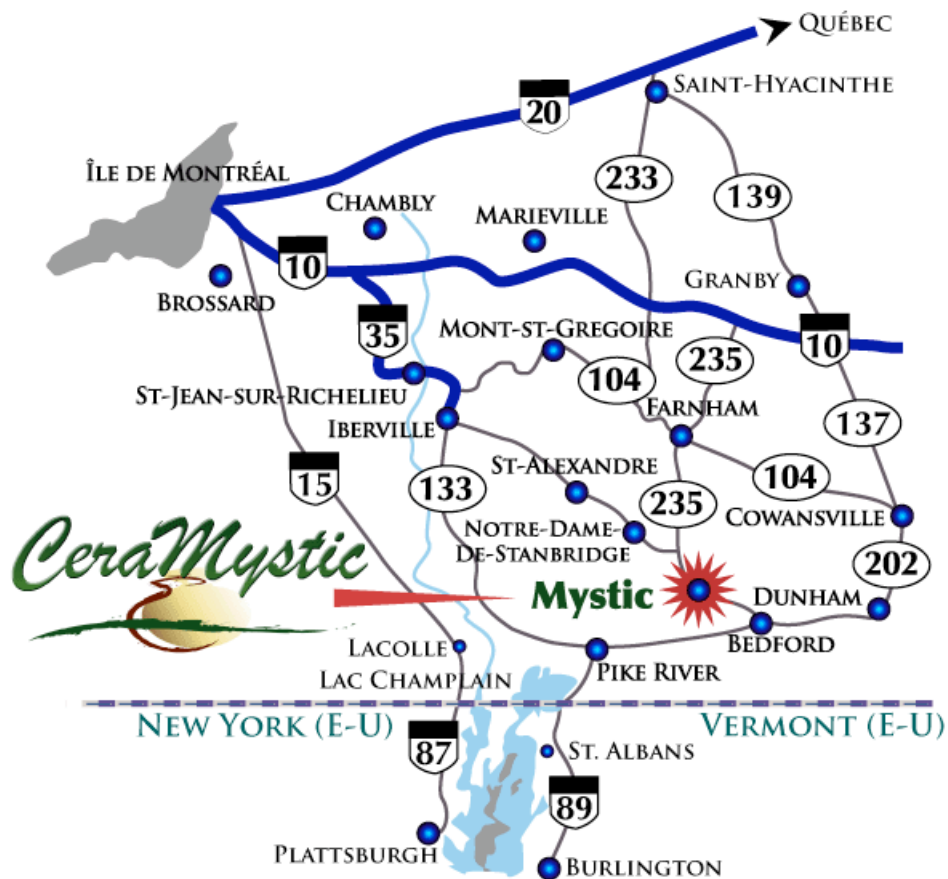 QUÉBEC
SAINT-HYACINTHE
20
ÎLE DE MONTRÉAL
233
139
CHAMBLY
MARIEVILLE
10
GRANBY
BROSSARD
35
MONT-ST-GREGOIRE
235
10
104
ST-JEAN-SUR-RICHELIEU
FARNHAM
IBERVILLE
137
ST-ALEXANDRE
104
15
133
235
COWANSVILLE
NOTRE-DAME-
DE-STANBRIDGE
CeraMystic
202
Mystic
DUNHAM
BEDFORD
LACOLLE
PIKE RIVER
LAC CHAMPLAIN
NEW YORK (E-U)
VERMONT (E-U)
87
ST. ALBANS
89
PLATTSBURGH
BURLINGTON